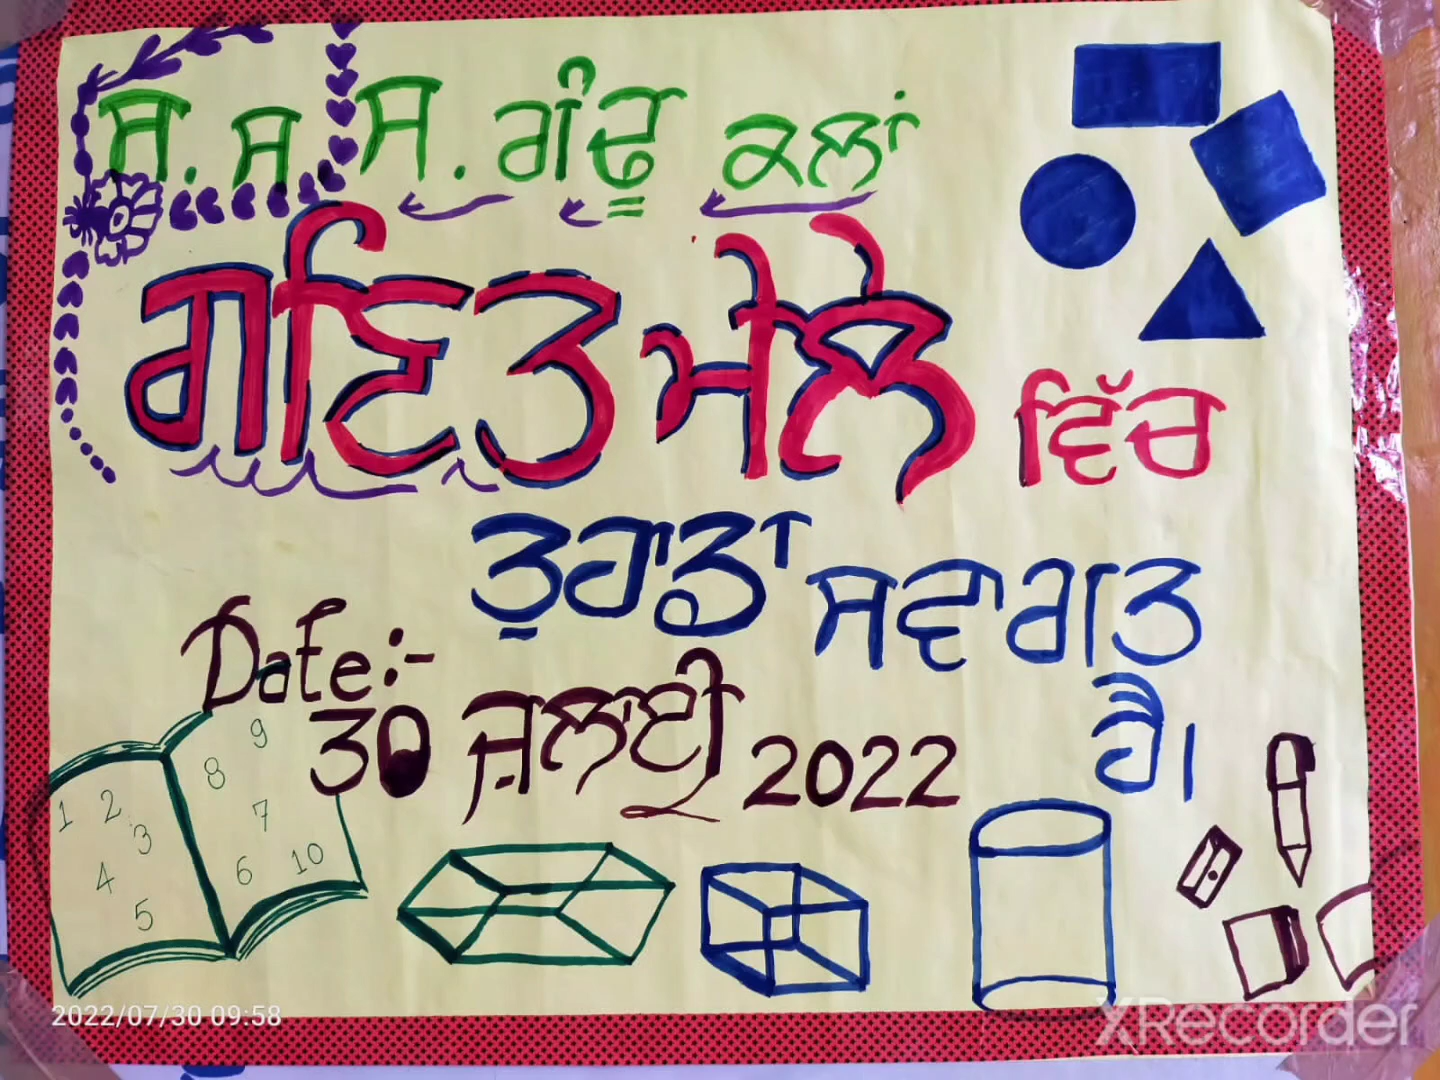 ਸ. ਸ ਸ. ਗੰਢੂ ਕਲਾਂ
ਗਣਿਤ ਮੇਲੇ ਵਿੱਚ
ਤੁਹਾਡਾ ਸਵਾਗਤ
ਹੈ।
Date:-
30 ਜੁਲਾਈ 2022
1 2 3 4 5
9 8 7 6 10
2022/07/30 09:58
XRecorder